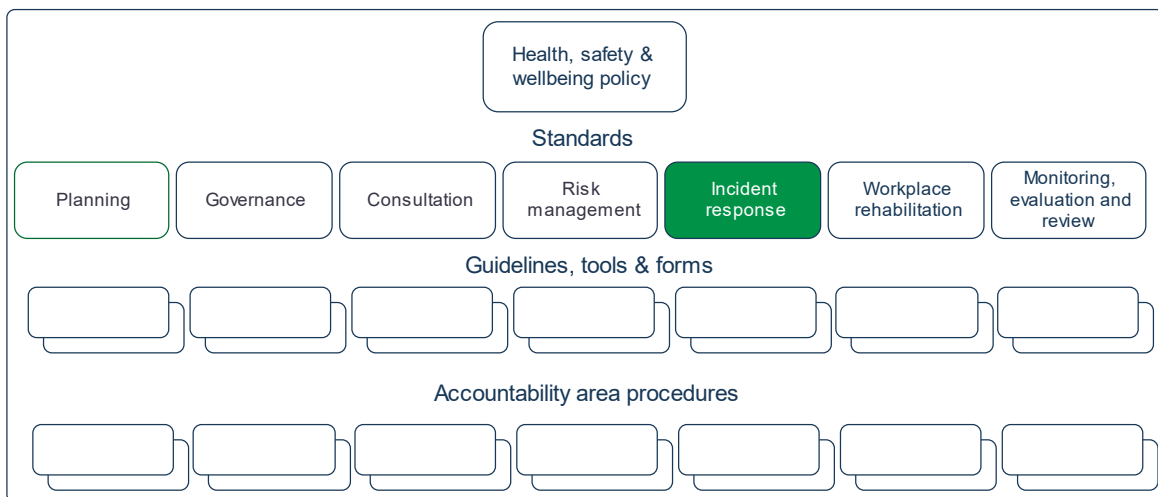 Health, safety &
wellbeing policy
Standards
Planning
Governance
Consultation
Risk
management
Incident
response
Workplace
rehabilitation
Monitoring,
evaluation and
review
Guidelines, tools & forms
Accountability area procedures